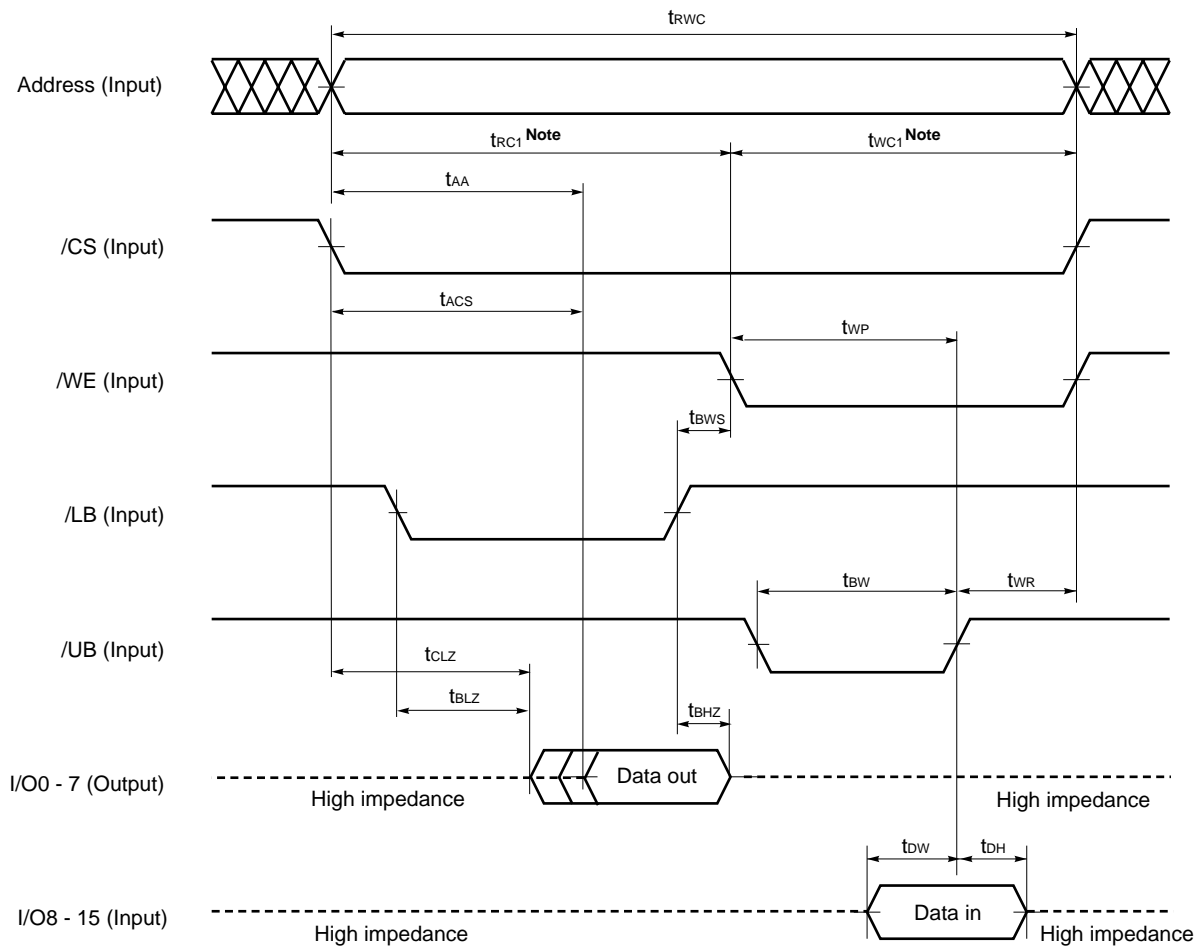 tRWC
Address (Input)
tRC1 Note
tWC1 Note
tAA
/CS (Input)
tACS
tWP
/WE (Input)
tBWS
/LB (Input)
tBW
tWR
/UB (Input)
tCLZ
tBLZ
tBHZ
I/O0 - 7 (Output)
Data out
High impedance
High impedance
tDW
tDH
I/O8 - 15 (Input)
Data in
High impedance
High impedance